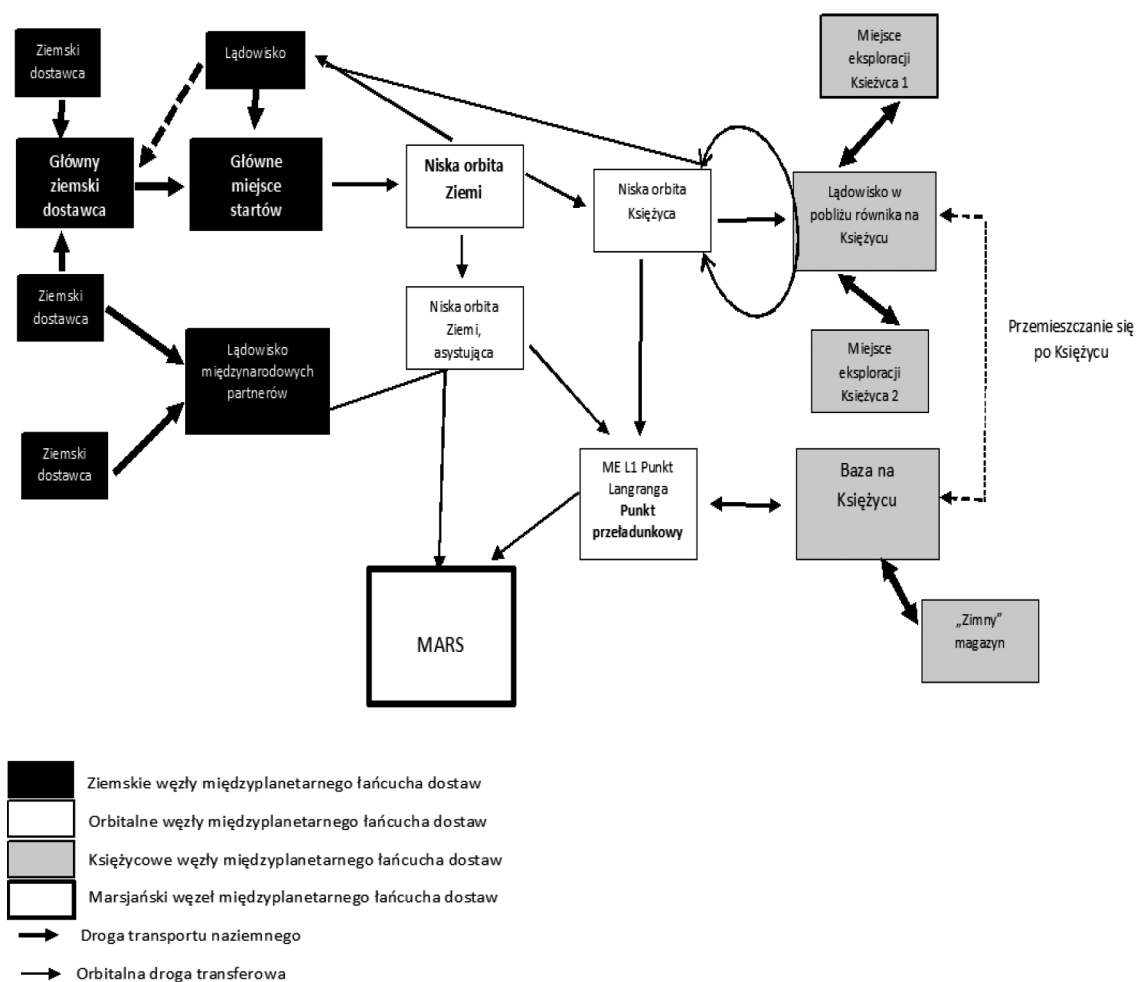 Ziemski
dostawca
Lądowisko
Miejsce
eksploracji
Księżyca 1
Główny
ziemski
dostawca
Główne
miejsce
startów
Niska orbita
Ziemi
Niska orbita
Księżyca
Lądowisko w
pobliżu równika na
Księżycu
Ziemski
dostawca
Niska orbita
Ziemi,
asystująca
Przemieszczanie się
po Księżycu
Lądowisko
międzynarodowych
partnerów
Miejsce
eksploracji
Księżyca 2
Ziemski
dostawca
ME L1 Punkt
Langranga
Punkt
przeładunkowy
Baza na
Księżycu
MARS
„Zimny”
magazyn
Ziemskie węzły międzyplanetarnego łańcucha dostaw
Orbitalne węzły międzyplanetarnego łańcucha dostaw
Księżycowe węzły międzyplanetarnego łańcucha dostaw
Marsjański węzeł międzyplanetarnego łańcucha dostaw
Droga transportu naziemnego
Orbitalna droga transferowa